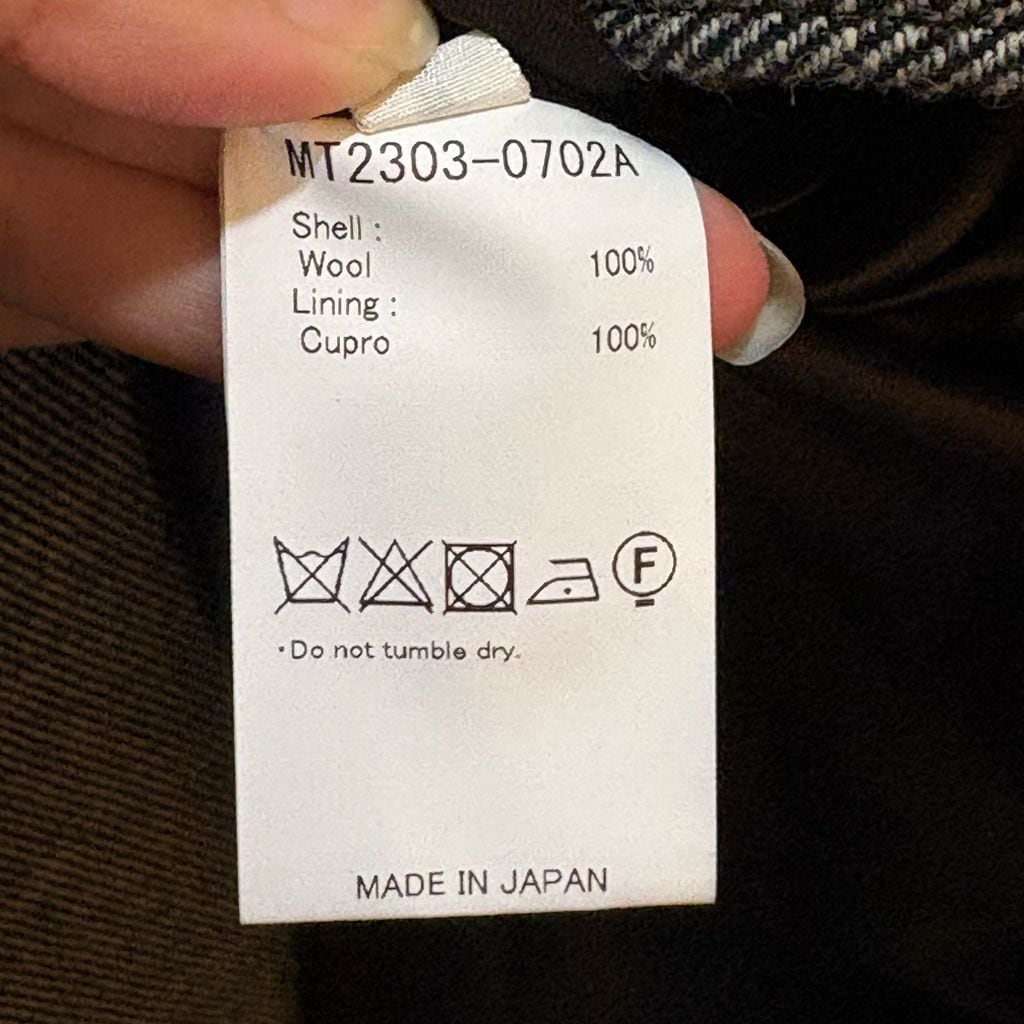 MT2303-0702A
Shell :
Wool 100%
Lining :
Cupro 100%
F
·Do not tumble dry.
MADE IN JAPAN